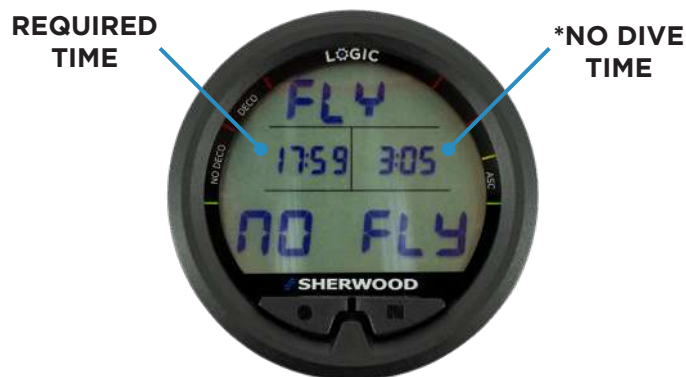 REQUIRED
TIME
*NO DIVE
TIME
LOGIC
DECO
NO DECO
ASC
FLY
17:59 3:05
NO FLY
SHERWOOD
N